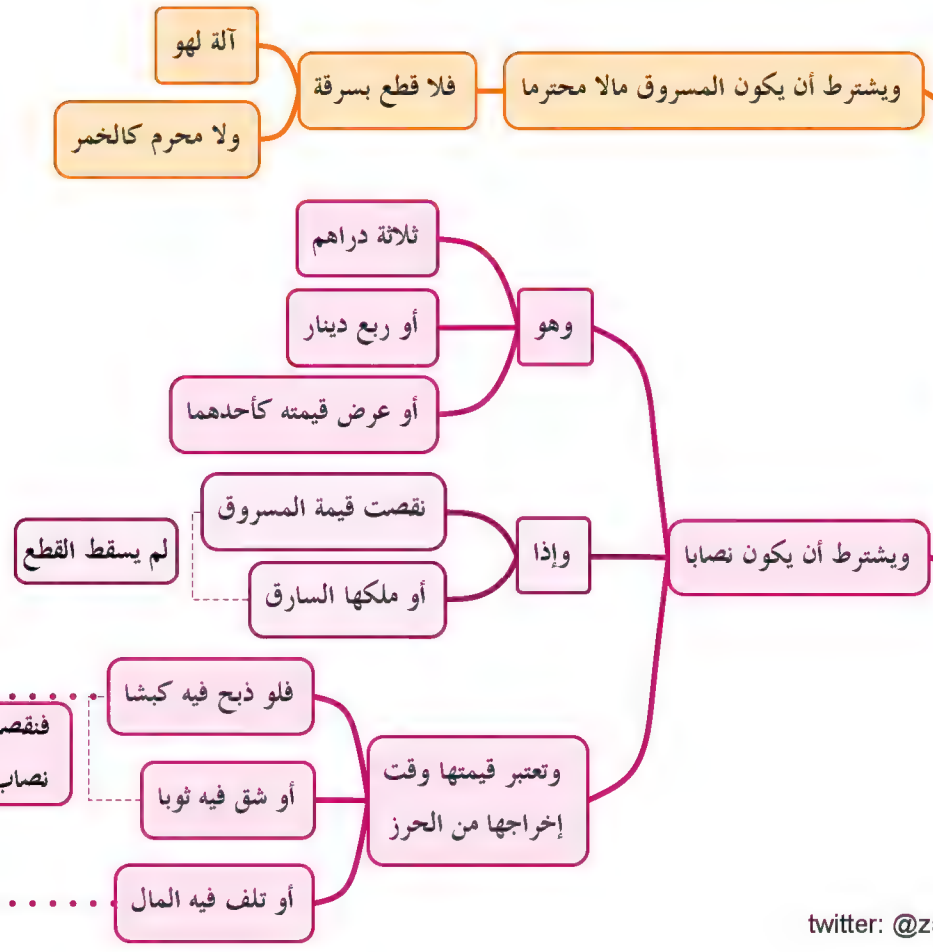 ويشترط أن يكون المسروق مالا محترما
فلا قطع بسرقة
آلة لهو
ولا محرم كالخمر
ويشترط أن يكون نصابا
وهو
ثلاثة دراهم
أو ربع دينار
أو عرض قيمته كأحدهما
وإذا
نقصت قيمة المسروق
أو ملكها السارق
لم يسقط القطع
وتعتبر قيمتها وقت
إخراجها من الحرز
فلو ذبح فيه كبشا
أو شق فيه ثوبا
فنقصت
نصاب
أو تلف فيه المال
twitter: @za